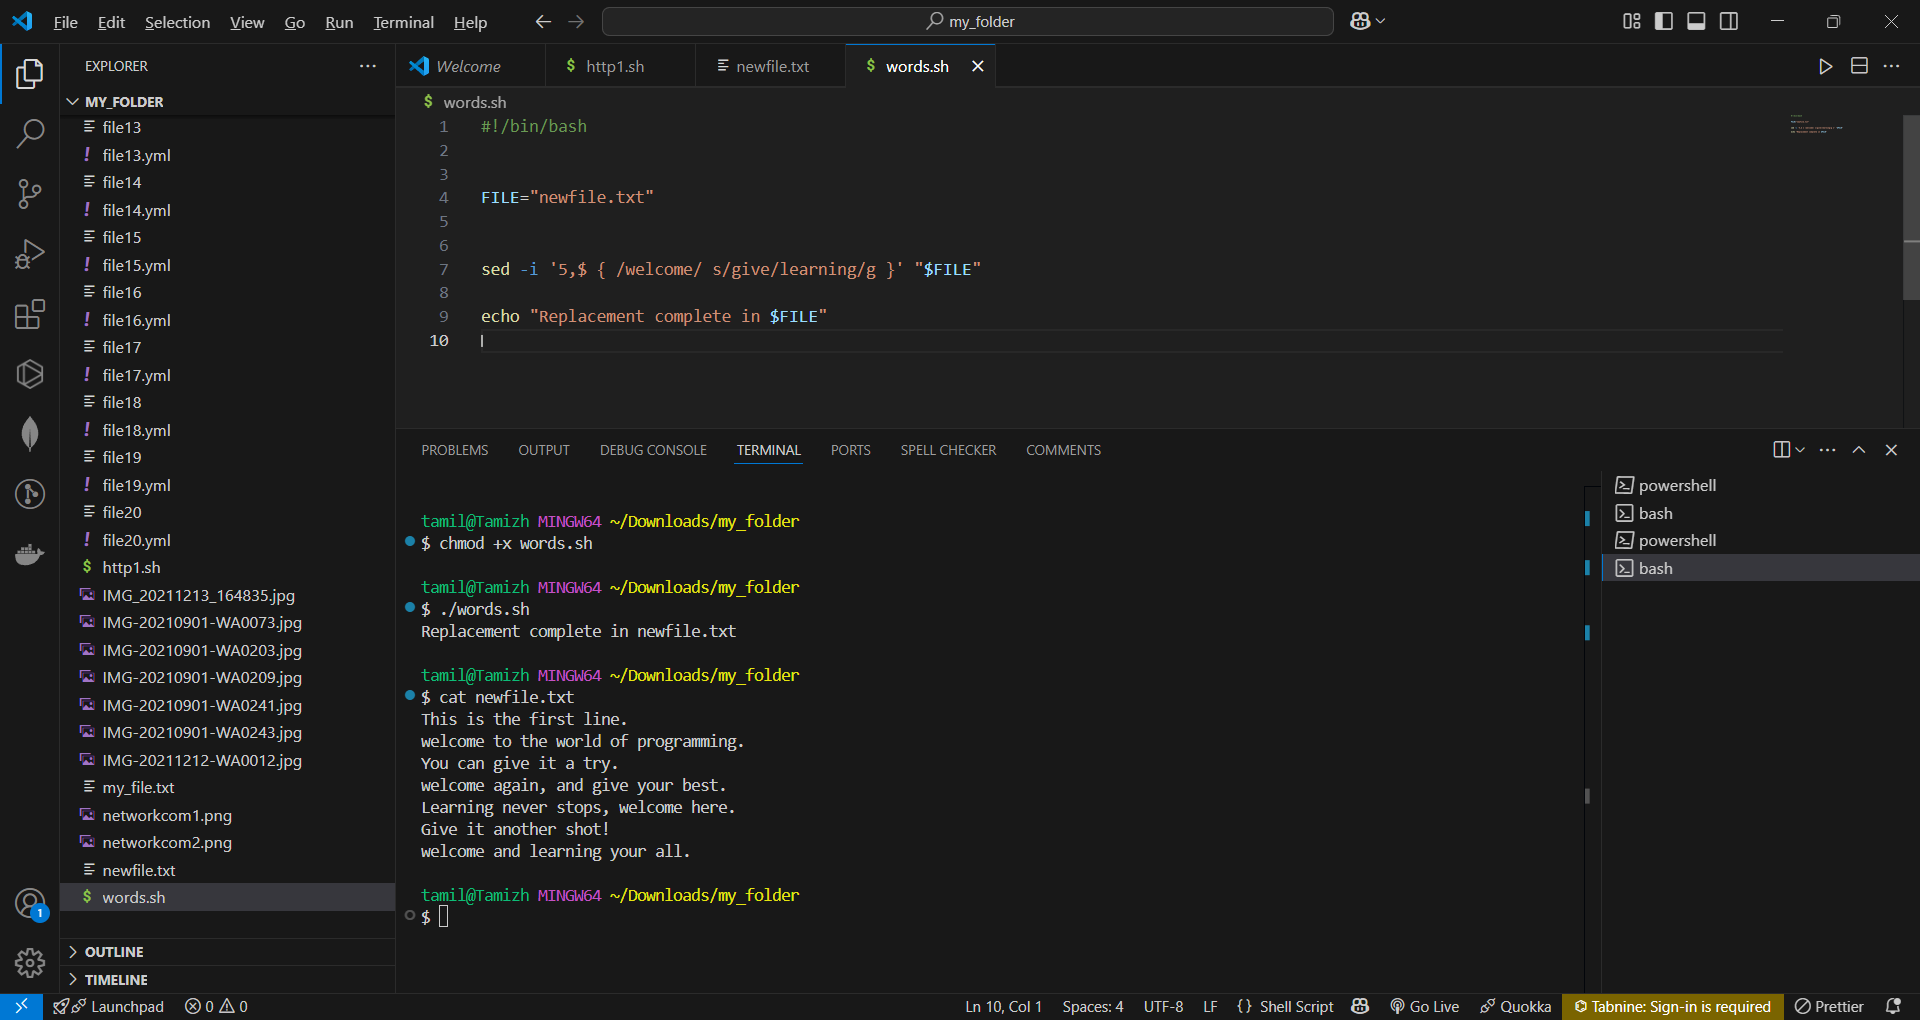 File Edit Selection View Go Run Terminal Help
my_folder
EXPLORER
MY_FOLDER
file13
! file13.yml
file14
! file14.yml
file15
! file15.yml
file16
! file16.yml
file17
! file17.yml
file18
! file18.yml
file19
! file19.yml
file20
! file20.yml
$ http1.sh
IMG_20211213_164835.jpg
IMG-20210901-WA0073.jpg
IMG-20210901-WA0203.jpg
IMG-20210901-WA0209.jpg
IMG-20210901-WA0241.jpg
IMG-20210901-WA0243.jpg
IMG-20211212-WA0012.jpg
my_file.txt
networkcom1.png
networkcom2.png
newfile.txt
$ words.sh
OUTLINE
TIMELINE
1
Welcome $ http1.sh newfile.txt $ words.sh
$ words.sh
1 #!/bin/bash
2
3
4 FILE="newfile.txt"
5
6
7 sed -i '5,$ { /welcome/ s/give/learning/g }' "$FILE"
8
9 echo "Replacement complete in $FILE"
10
PROBLEMS OUTPUT DEBUG CONSOLE TERMINAL PORTS SPELL CHECKER COMMENTS
tamil@Tamizh MINGW64 ~/Downloads/my_folder
$ chmod +x words.sh
tamil@Tamizh MINGW64 ~/Downloads/my_folder
$ ./words.sh
Replacement complete in newfile.txt
tamil@Tamizh MINGW64 ~/Downloads/my_folder
$ cat newfile.txt
This is the first line.
welcome to the world of programming.
You can give it a try.
welcome again, and give your best.
Learning never stops, welcome here.
Give it another shot!
welcome and learning your all.
tamil@Tamizh MINGW64 ~/Downloads/my_folder
$
powershell
bash
powershell
bash
Launchpad 0 0 Ln 10, Col 1 Spaces: 4 UTF-8 LF {} Shell Script Go Live Quokka Tabnine: Sign-in is required Prettier